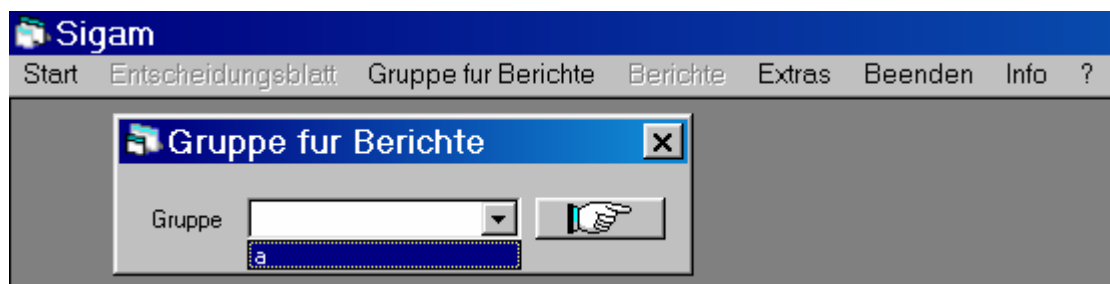 Sigam
Start Entscheidungsblatt Gruppe fur Berichte Berichte Extras Beenden Info ?
Gruppe fur Berichte
Gruppe
a